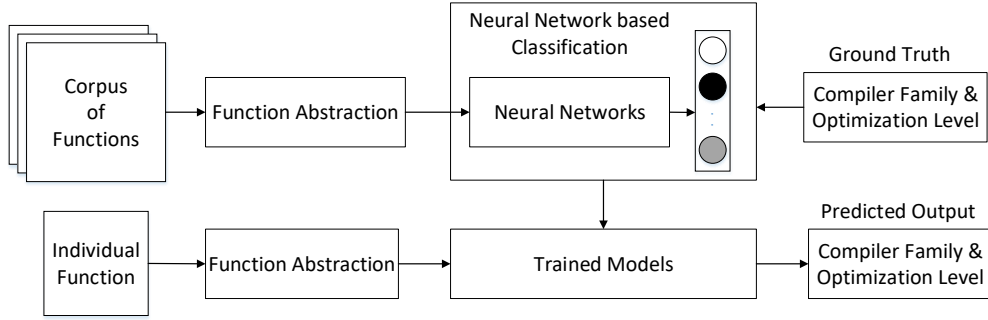 Neural Network based
Classification
Ground Truth
Corpus
of
Functions
Function Abstraction
Neural Networks
Compiler Family &
Optimization Level
Predicted Output
Individual
Function
Function Abstraction
Trained Models
Compiler Family &
Optimization Level